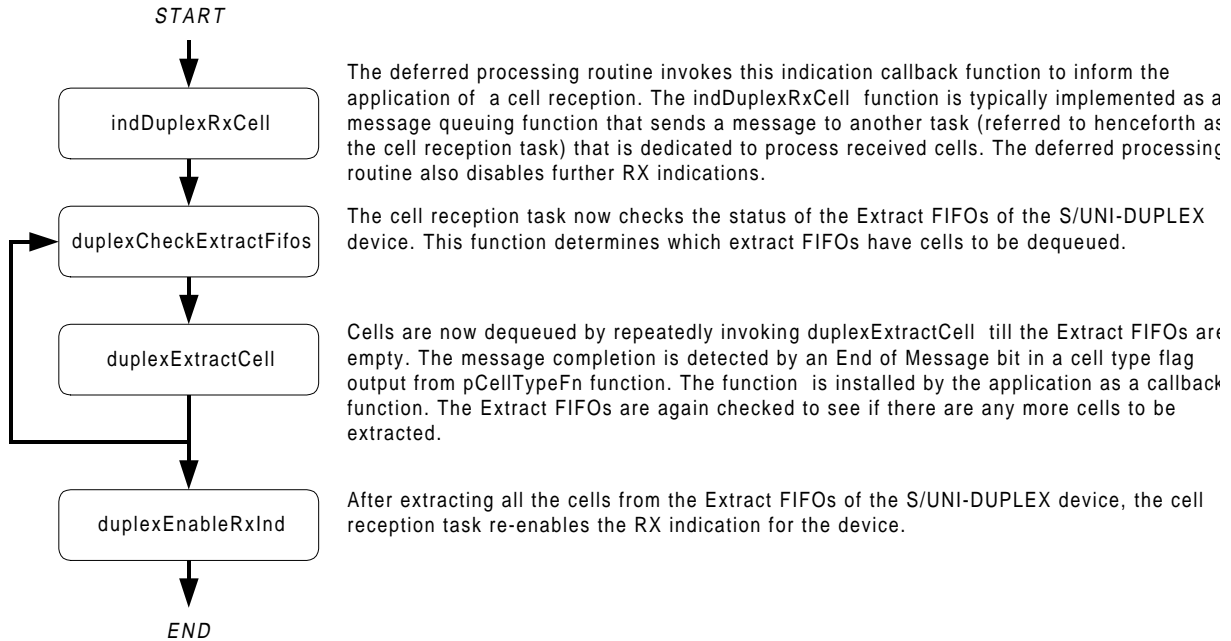 START
indDuplexRxCell
The deferred processing routine invokes this indication callback function to inform the
application of a cell reception. The indDuplexRxCell function is typically implemented as a
message queuing function that sends a message to another task (referred to henceforth as
the cell reception task) that is dedicated to process received cells. The deferred processing
routine also disables further RX indications.
duplexCheckExtractFifos
The cell reception task now checks the status of the Extract FIFOs of the S/UNI-DUPLEX
device. This function determines which extract FIFOs have cells to be dequeued.
duplexExtractCell
Cells are now dequeued by repeatedly invoking duplexExtractCell till the Extract FIFOs are
empty. The message completion is detected by an End of Message bit in a cell type flag
output from pCellTypeFn function. The function is installed by the application as a callback
function. The Extract FIFOs are again checked to see if there are any more cells to be
extracted.
duplexEnableRxInd
After extracting all the cells from the Extract FIFOs of the S/UNI-DUPLEX device, the cell
reception task re-enables the RX indication for the device.
END